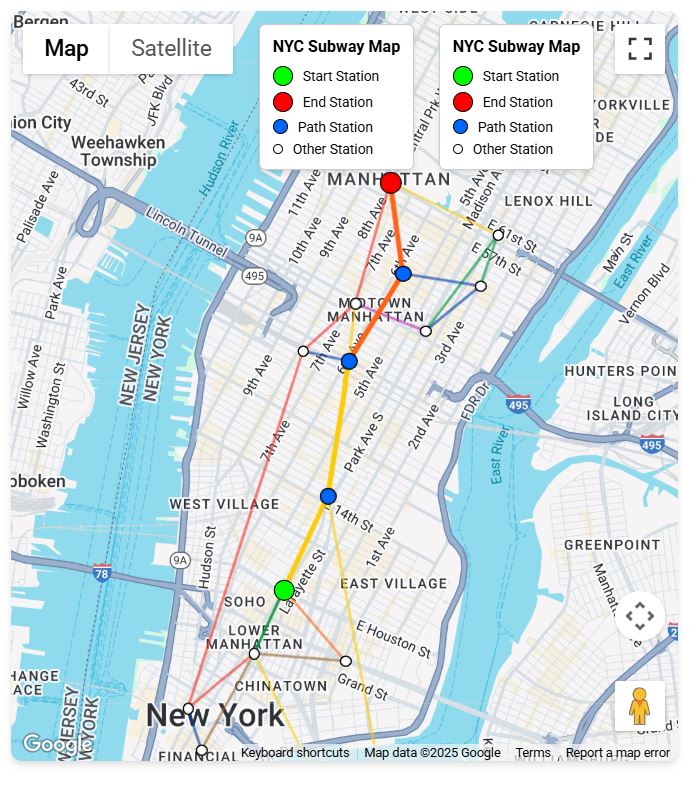 WEST SIDE
Bergen
CARNEGIE HILL
Map
Satellite
NYC Subway Map
Start Station
End Station
Path Station
Other Station
NYC Subway Map
Start Station
End Station
Path Station
Other Station
43rd St
JFK Blvd
YORKVILLE
ion City
Weehawken
Township
Hudson River
MANHATTAN
5th Ave
Madison Ave
LENOX HILL
Palisade Ave
11th Ave
10th Ave
9th Ave
8th Ave
7th Ave
6th Ave
E 61st St
E 57th St
Lincoln Tunnel
9A
495
Main St
East River
Vernon Blvd
Park Ave
NEW JERSEY
NEW YORK
MIDTOWN
MANHATTAN
7th Ave
3rd Ave
9th Ave
5th Ave
Willow Ave
Washington St
HUNTERS POIN
LONG
ISLAND CITY
FDR Dr
495
495
2nd Ave
Park Ave S
7th Ave
East River
oboken
WEST VILLAGE
14th St
Hudson St
1st Ave
GREENPOINT
9A
78
Lafayette St
EAST VILLAGE
SOHO
LOWER
MANHATTAN
E Houston St
CHINATOWN
Grand St
HANGE
ACE
New York
FINANCIAL
Google
Keyboard shortcuts
Map data ©2025 Google
Terms
Report a map error